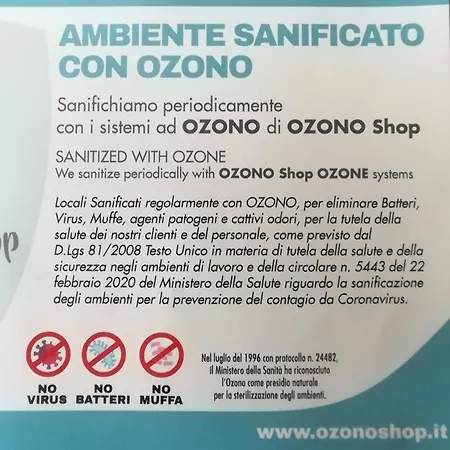 AMBIENTE SANIFICATO
CON OZONO
Sanifichiamo periodicamente
con i sistemi ad OZONO di OZONO Shop
SANITIZED WITH OZONE
We sanitize periodically with OZONO Shop OZONE systems
Locali Sanificati regolarmente con OZONO, per eliminare Batteri,
Virus, Muffe, agenti patogeni e cattivi odori, per la tutela della
salute dei nostri clienti e del personale, come previsto dal
D.Lgs 81/2008 Testo Unico in materia di tutela della salute e della
sicurezza negli ambienti di lavoro e della circolare n. 5443 del 22
febbraio 2020 del Ministero della Salute riguardo la sanificazione
degli ambienti per la prevenzione del contagio da Coronavirus.
op
NO
VIRUS
NO
BATTERI
NO
MUFFA
Nel luglio del 1996 con protocollo n. 24482,
il Ministero della Sanità ha riconosciuto
l'Ozono come presidio naturale
per la sterilizzazione degli ambienti.
www.ozonoshop.it